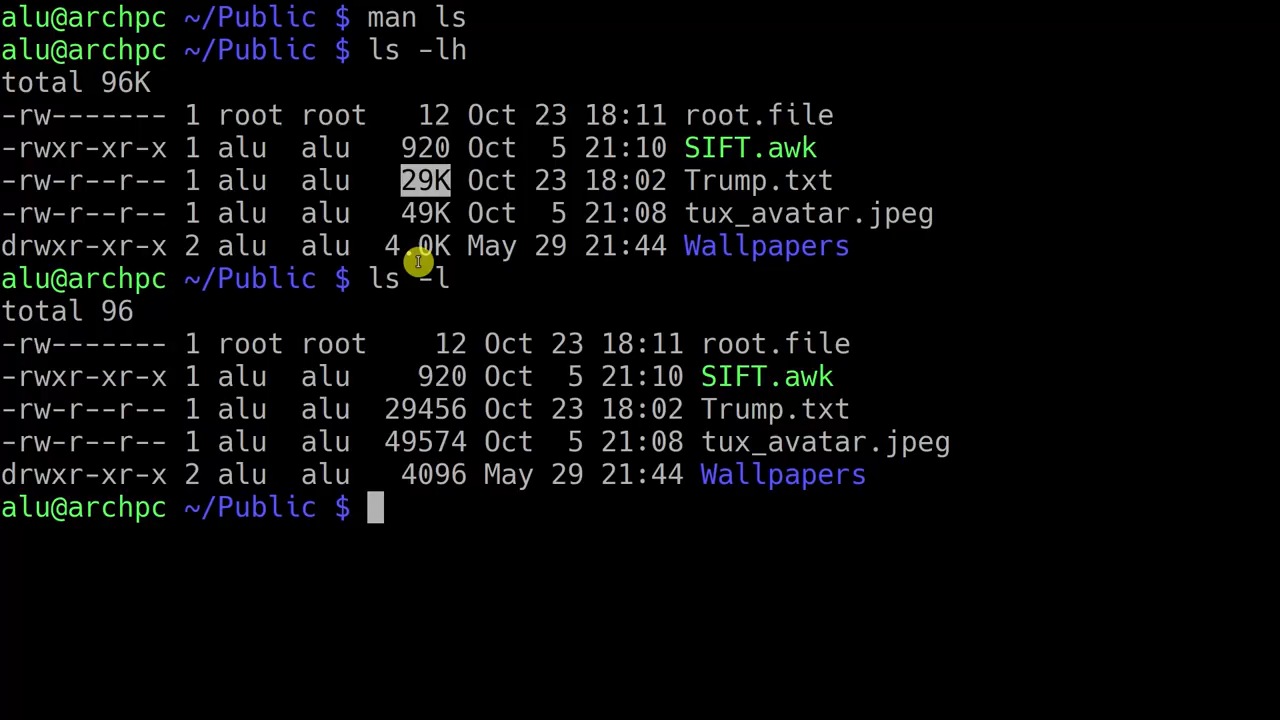 alu@archpc ~/Public $ man ls
alu@archpc ~/Public $ ls -lh
total 96K
-rw------- 1 root root   12 Oct 23 18:11 root.file
-rwxr-xr-x 1 alu  alu   920 Oct  5 21:10 SIFT.awk
-rw-r--r-- 1 alu  alu   29K Oct 23 18:02 Trump.txt
-rw-r--r-- 1 alu  alu   49K Oct  5 21:08 tux_avatar.jpeg
drwxr-xr-x 2 alu  alu  4.0K May 29 21:44 Wallpapers
alu@archpc ~/Public $ ls -l
total 96
-rw------- 1 root root    12 Oct 23 18:11 root.file
-rwxr-xr-x 1 alu  alu    920 Oct  5 21:10 SIFT.awk
-rw-r--r-- 1 alu  alu  29456 Oct 23 18:02 Trump.txt
-rw-r--r-- 1 alu  alu  49574 Oct  5 21:08 tux_avatar.jpeg
drwxr-xr-x 2 alu  alu   4096 May 29 21:44 Wallpapers
alu@archpc ~/Public $